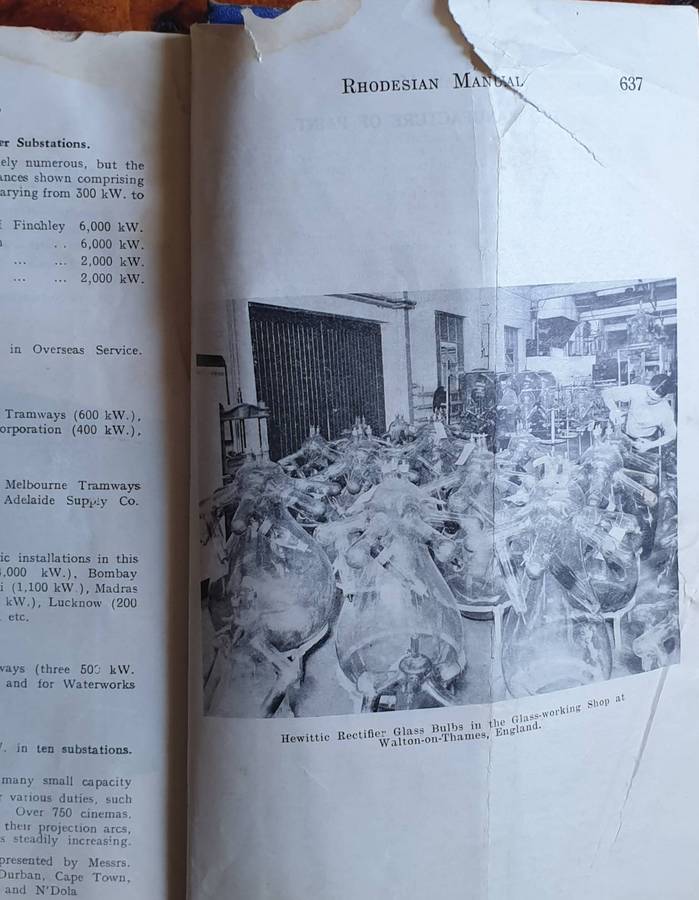 er Substations.
ely numerous, but the
ances shown comprising
arying from 300 kW. to
Finchley 6,000 kW.
. . 6,000 kW.
... ... 2,000 kW.
... ... 2,000 kW.
in Overseas Service.
Tramways (600 kW.),
orporation (400 kW.),
Melbourne Tramways
Adelaide Supply Co.
ic installations in this
,000 kW.), Bombay
i (1,100 kW.), Madras
kW.), Lucknow (200
etc.
ways (three 500 kW.
and for Waterworks
. in ten substations.
many small capacity
r various duties, such
Over 750 cinemas,
their projection arcs,
s steadily increasing.
presented by Messrs.
Durban, Cape Town,
and N'Dola
RHODESIAN MANUAL 637
Hewittic Rectifier Glass Bulbs in the Glass-working Shop at
Walton-on-Thames, England.